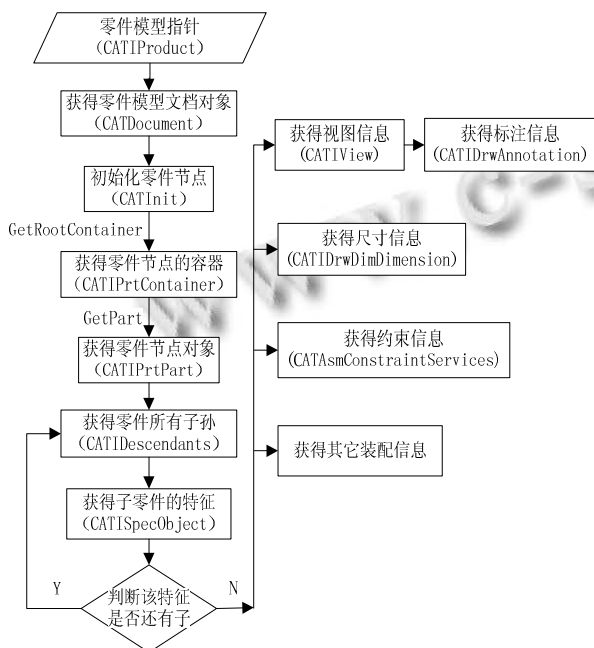 零件模型指针
(CATIProduct)
获得零件模型文档对象
(CATDocument)
初始化零件节点
(CATInit)
GetRootContainer
获得零件节点的容器
(CATIPrtContainer)
GetPart
获得零件节点对象
(CATIPrtPart)
获得零件所有子孙
(CATIDescendants)
获得子零件的特征
(CATISpecObject)
Y
判断该特征
是否还有子
N
获得视图信息
(CATIView)
获得标注信息
(CATIDrwAnnotation)
获得尺寸信息
(CATIDrwDimDimension)
获得约束信息
(CATAsmConstraintServices)
获得其它装配信息